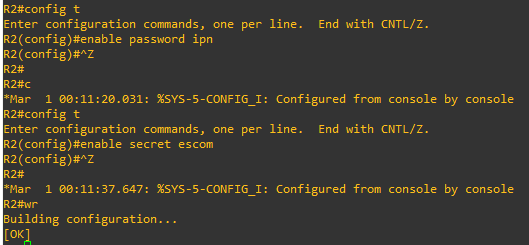 R2#config t
Enter configuration commands, one per line.  End with CNTL/Z.
R2(config)#enable password ipn
R2(config)#^Z
R2#
R2#c
*Mar  1 00:11:20.031: %SYS-5-CONFIG_I: Configured from console by console
R2#config t
Enter configuration commands, one per line.  End with CNTL/Z.
R2(config)#enable secret escom
R2(config)#^Z
R2#
*Mar  1 00:11:37.647: %SYS-5-CONFIG_I: Configured from console by console
R2#wr
Building configuration...
[OK]